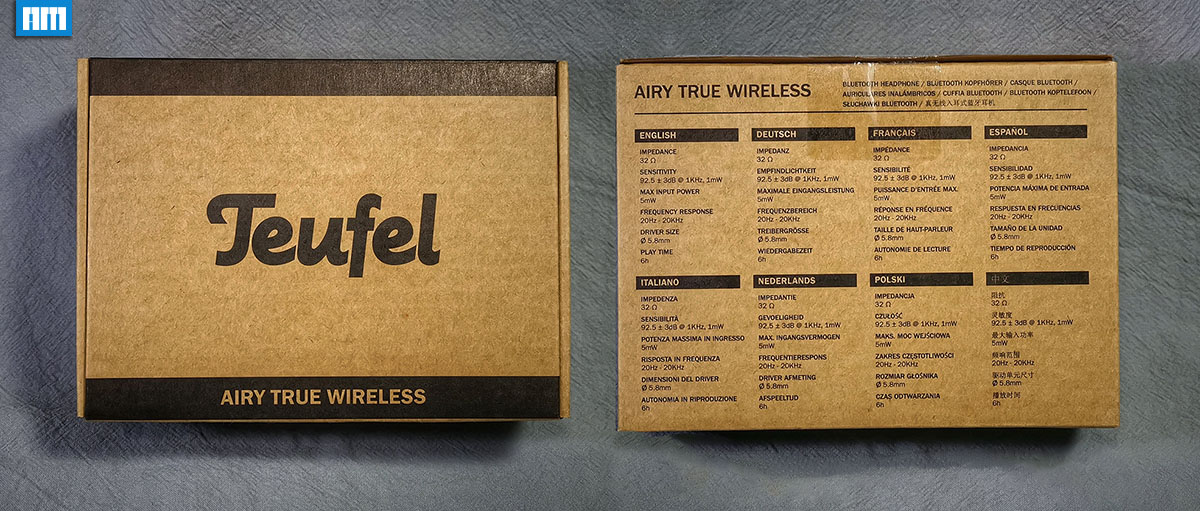 AM
Teufel
AIRY TRUE WIRELESS
AIRY TRUE WIRELESS
BLUETOOTH HEADPHONE / BLUETOOTH KOPFHÖRER / CASQUE BLUETOOTH /
AURICULARES INALÁMBRICOS / CUFFIA BLUETOOTH / BLUETOOTH KOPTELEFOON /
SŁUCHAWKI BLUETOOTH / 真无线入耳式蓝牙耳机
ENGLISH
IMPEDANCE
32 Ω
SENSITIVITY
92.5 ± 3dB @ 1KHz, 1mW
MAX INPUT POWER
5mW
FREQUENCY RESPONSE
20Hz - 20KHz
DRIVER SIZE
Ø 5.8mm
PLAY TIME
6h
DEUTSCH
IMPEDANZ
32 Ω
EMPFINDLICHKEIT
92.5 ± 3dB @ 1KHz, 1mW
MAXIMALE EINGANGSLEISTUNG
5mW
FREQUENZBEREICH
20Hz - 20KHz
TREIBERGRÖSSE
Ø 5.8mm
WIEDERGABEZEIT
6h
FRANÇAIS
IMPÉDANCE
32 Ω
SENSIBILITÉ
92.5 ± 3dB @ 1KHz, 1mW
PUISSANCE D'ENTRÉE MAX.
5mW
RÉPONSE EN FRÉQUENCE
20Hz - 20KHz
TAILLE DE HAUT-PARLEUR
Ø 5.8mm
AUTONOMIE DE LECTURE
6h
ESPAÑOL
IMPEDANCIA
32 Ω
SENSIBILIDAD
92.5 ± 3dB @ 1KHz, 1mW
POTENCIA MÁXIMA DE ENTRADA
5mW
RESPUESTA EN FRECUENCIAS
20Hz - 20KHz
TAMAÑO DE LA UNIDAD
Ø 5.8mm
TIEMPO DE REPRODUCCIÓN
6h
ITALIANO
IMPEDENZA
32 Ω
SENSIBILITÀ
92.5 ± 3dB @ 1KHz, 1mW
POTENZA MASSIMA IN INGRESSO
5mW
RISPOSTA IN FREQUENZA
20Hz - 20KHz
DIMENSIONI DEL DRIVER
Ø 5.8mm
AUTONOMIA IN RIPRODUZIONE
6h
NEDERLANDS
IMPEDANTIE
32 Ω
GEVOELIGHEID
92.5 ± 3dB @ 1KHz, 1mW
MAX. INGANGSVERMOGEN
5mW
FREQUENTIERESPONS
20Hz - 20KHz
DRIVER AFMETING
Ø 5.8mm
AFSPEELTIJD
6h
POLSKI
IMPEDANCJA
32 Ω
CZUŁOŚĆ
92.5 ± 3dB @ 1KHz, 1mW
MAKS. MOC WEJŚCIOWA
5mW
ZAKRES CZĘSTOTLIWOŚCI
20Hz - 20KHz
ROZMIAR GŁOŚNIKA
Ø 5.8mm
CZAS ODTWARZANIA
6h
中文
阻抗
32 Ω
灵敏度
92.5 ± 3dB @ 1KHz, 1mW
最大输入功率
5mW
频响范围
20Hz - 20KHz
驱动单元尺寸
Ø 5.8mm
播放时间
6h